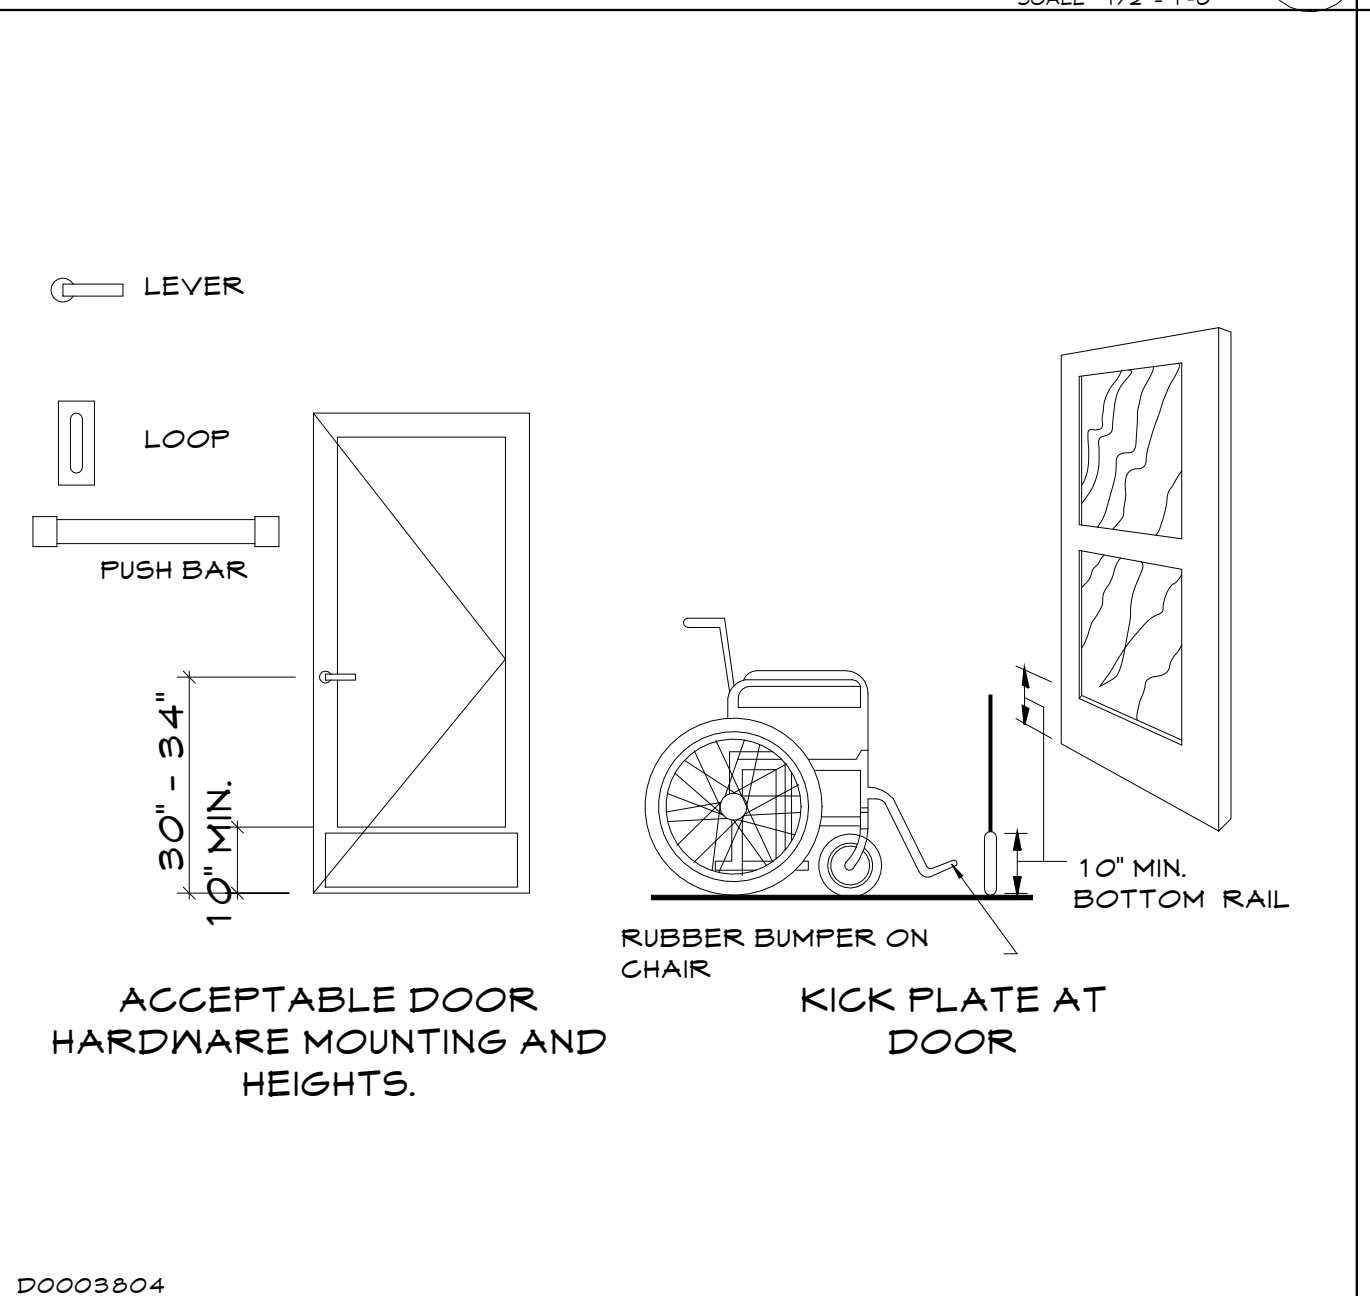 LEVER
LOOP
PUSH BAR
30" - 34"
10" MIN.
10" MIN.
BOTTOM RAIL
RUBBER BUMPER ON
CHAIR
ACCEPTABLE DOOR
HARDWARE MOUNTING AND
HEIGHTS.
KICK PLATE AT
DOOR
D0003804